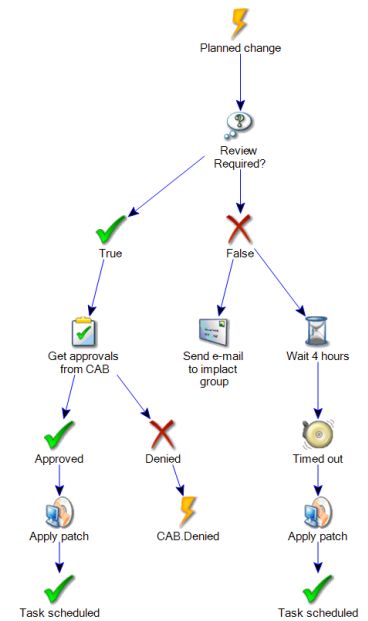 Planned change
Review
Required?
True
False
Get approvals
from CAB
Send e-mail
to implact
group
Wait 4 hours
Approved
Denied
Timed out
Apply patch
CAB.Denied
Apply patch
Task scheduled
Task scheduled